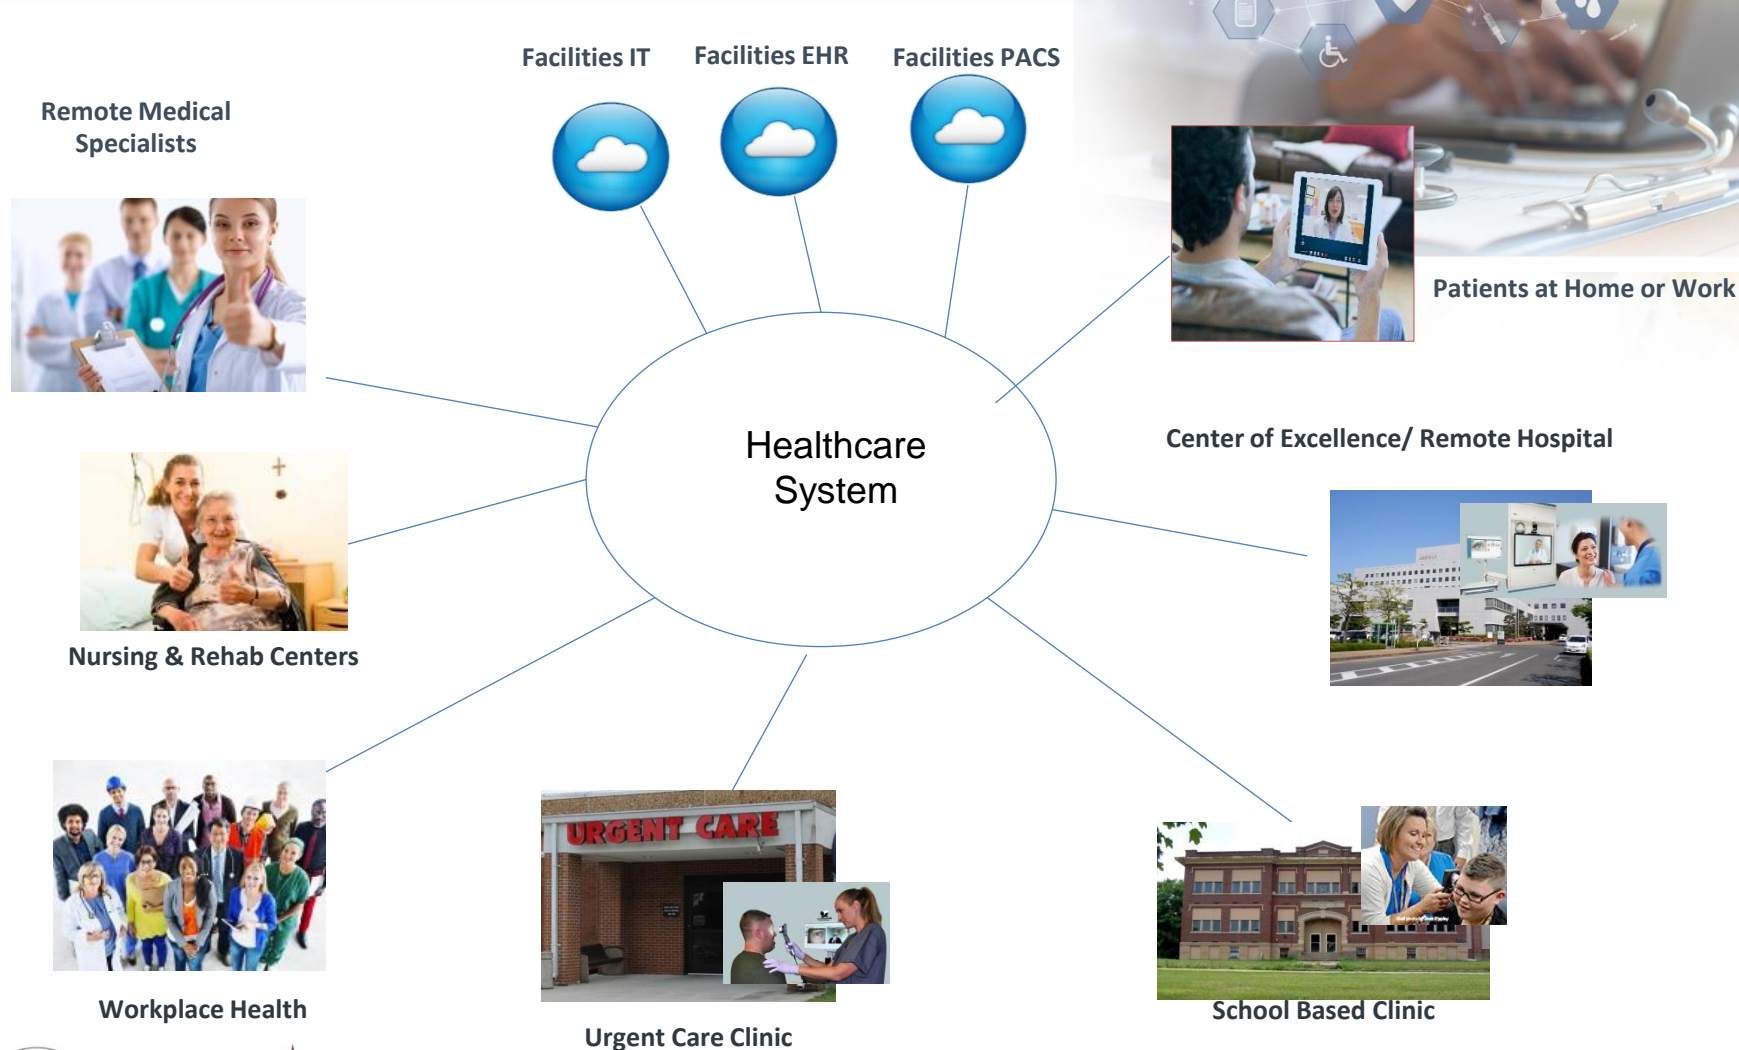 Facilities IT
Facilities EHR
Facilities PACS
Remote Medical
Specialists
Patients at Home or Work
Healthcare
System
Center of Excellence/ Remote Hospital
Nursing & Rehab Centers
URGENT CARE
Workplace Health
School Based Clinic
Urgent Care Clinic